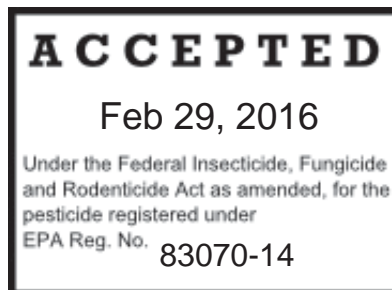 ACCEPTED
Feb 29, 2016
Under the Federal Insecticide, Fungicide
and Rodenticide Act as amended, for the
pesticide registered under
EPA Reg. No. 83070-14